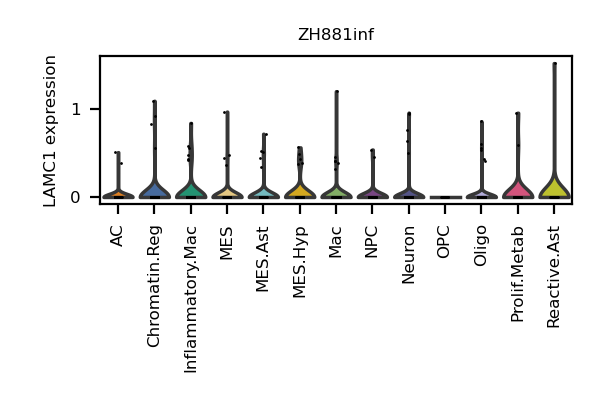 ZH881inf
LAMC1 expression
1
0
AC
Chromatin.Reg
Inflammatory.Mac
MES
MES.Ast
MES.Hyp
Mac
NPC
Neuron
OPC
Oligo
Prolif.Metab
Reactive.Ast